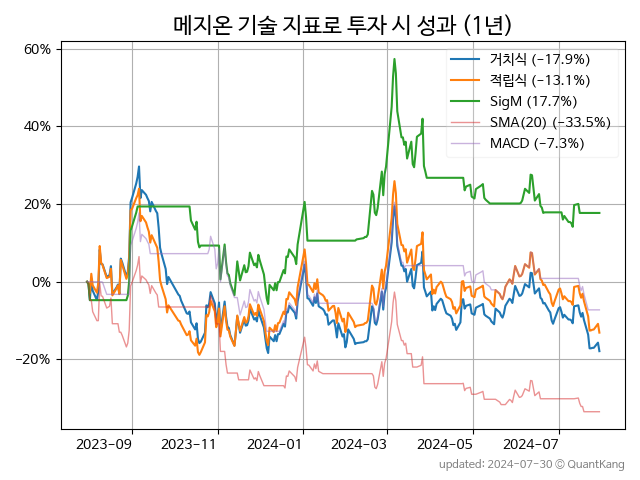 메지온 기술 지표로 투자 시 성과 (1년)
60%
40%
20%
0%
−20%
거치식 (−17.9%)
적립식 (−13.1%)
SigM (17.7%)
SMA(20) (−33.5%)
MACD (−7.3%)
2023-09
2023-11
2024-01
2024-03
2024-05
2024-07
updated: 2024-07-30 © QuantKang